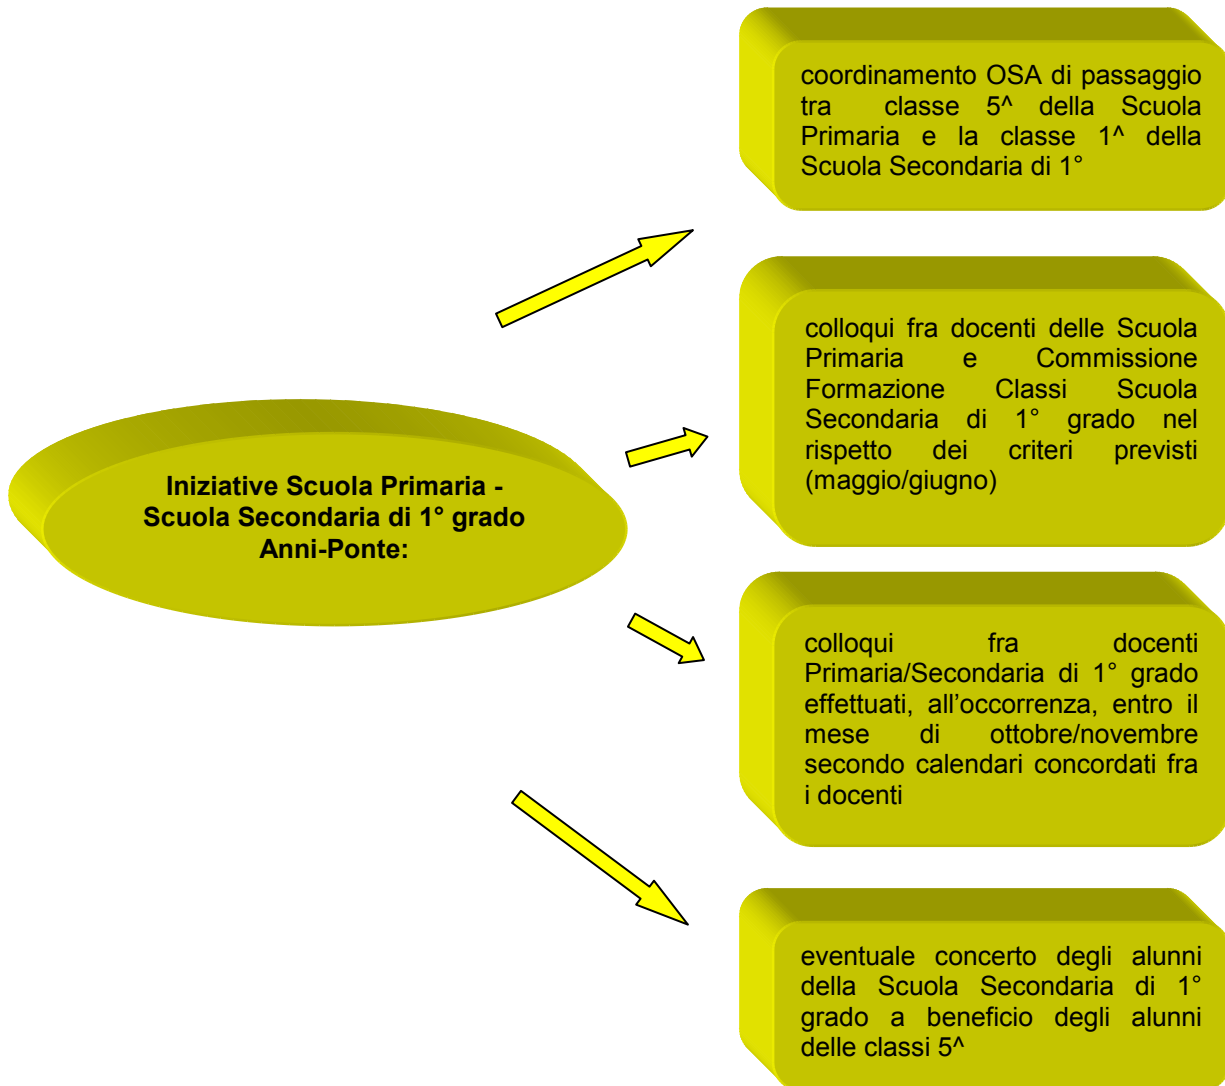 coordinamento OSA di passaggio
tra classe 5^ della Scuola
Primaria e la classe 1^ della
Scuola Secondaria di 1°
colloqui fra docenti delle Scuola
Primaria e Commissione
Formazione Classi Scuola
Secondaria di 1° grado nel
rispetto dei criteri previsti
(maggio/giugno)
Iniziative Scuola Primaria -
Scuola Secondaria di 1° grado
Anni-Ponte:
colloqui fra docenti
Primaria/Secondaria di 1° grado
effettuati, all’occorrenza, entro il
mese di ottobre/novembre
secondo calendari concordati fra
i docenti
eventuale concerto degli alunni
della Scuola Secondaria di 1°
grado a beneficio degli alunni
delle classi 5^